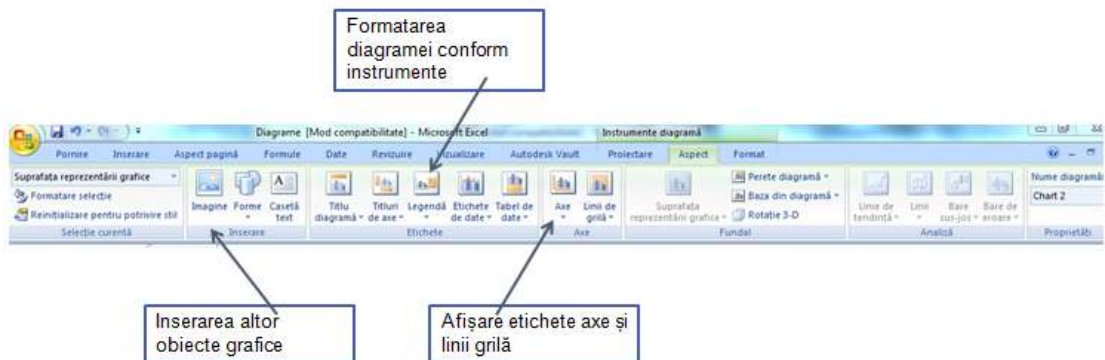 Formatarea
diagramei conform
instrumente
Diagrame [Mod compatibilitate] - Microsoft Excel
Instrumente diagramă
Pornire Inserare Aspect pagină Formule Date Revizuire Vizualizare Autodesk Vault Proiectare Aspect Format
Suprafața reprezentării grafice
Formatare selecție
Reinițializare pentru potrivire stil
Selecție curentă
Imagine Forme Casetă
text
Inserare
Titlu
diagramă
Titluri
de axe
Legendă
Etichete
de date
Tabel de
date
Etichete
Axe
Linii de
grilă
Axe
Suprafața
reprezentării grafice
Perete diagramă
Baza din diagramă
Rotație 3-D
Fundal
Linie de
tendință
Linii
Bare
sus-jos
Bare de
eroare
Analiză
Nume diagramă
Chart 2
Proprietăți
Inserarea altor
obiecte grafice
Afișare etichete axe și
linii grilă